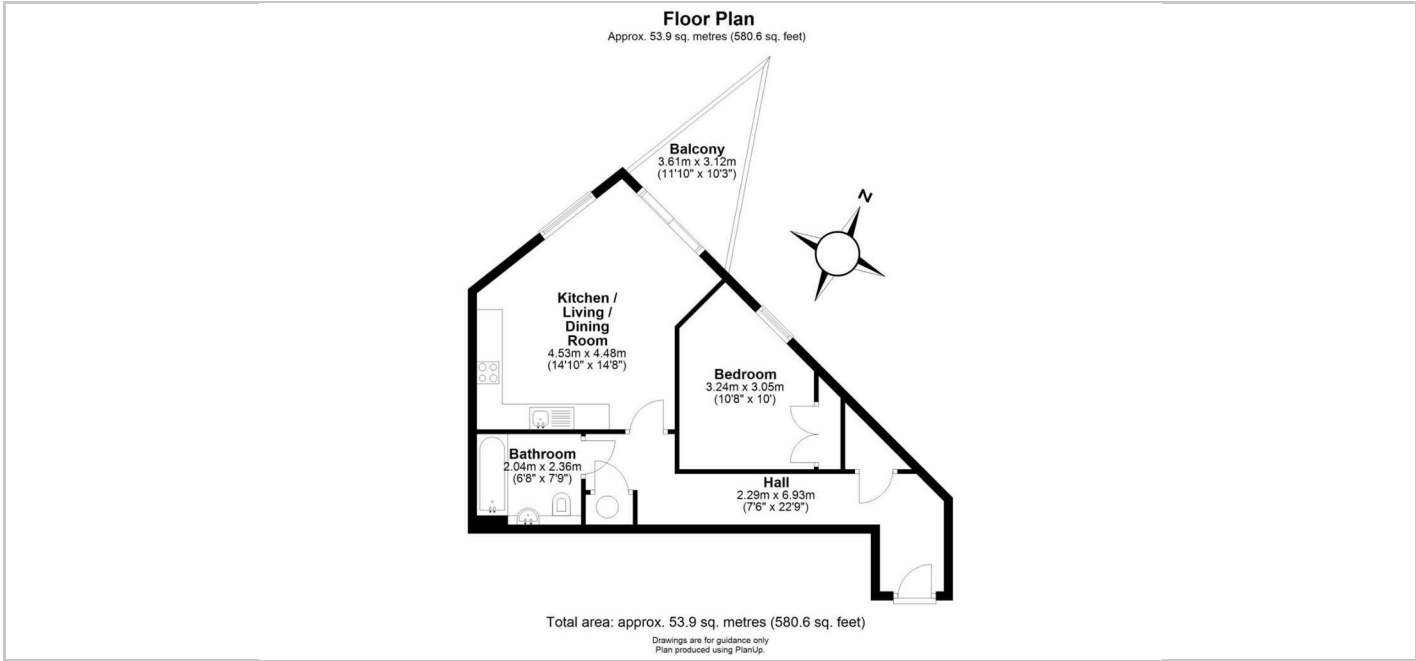 Floor Plan
Approx. 53.9 sq. metres (580.6 sq. feet)
Balcony
3.61m x 3.12m
(11'10" x 10'3")
N
Kitchen /
Living /
Dining
Room
4.53m x 4.48m
(14'10" x 14'8")
Bedroom
3.24m x 3.05m
(10'8" x 10')
Bathroom
2.04m x 2.36m
(6'8" x 7'9")
Hall
2.29m x 6.93m
(7'6" x 22'9")
Total area: approx. 53.9 sq. metres (580.6 sq. feet)
Drawings are for guidance only
Plan produced using PlanUp.